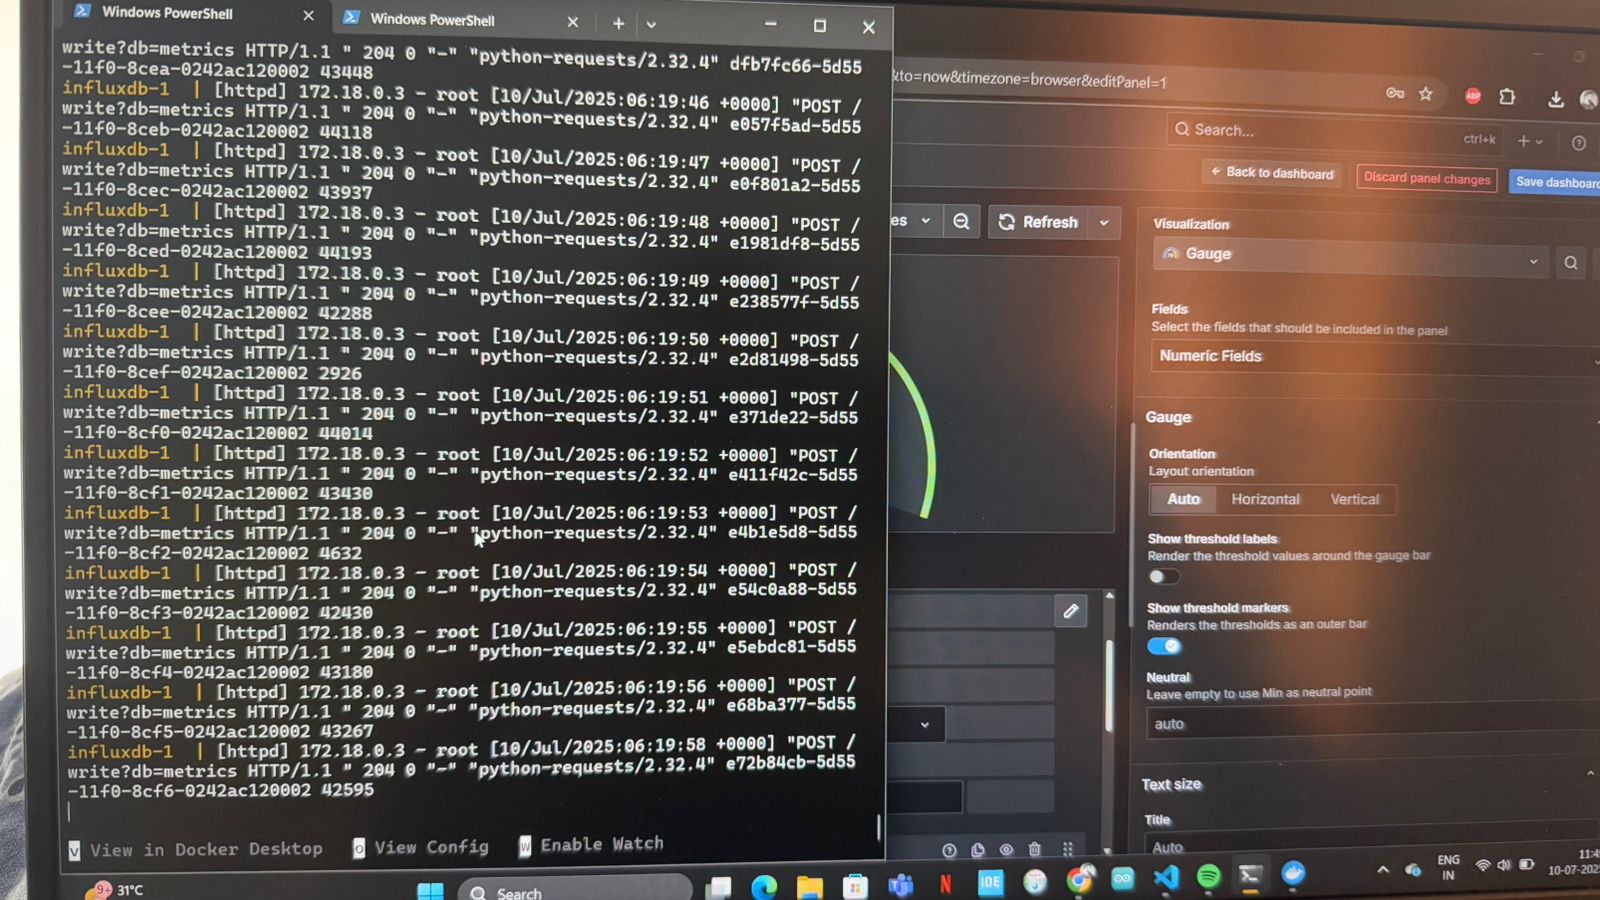 Windows PowerShell
Windows PowerShell
write?db=metrics HTTP/1.1 " 204 0 "-" "python-requests/2.32.4" dfb7fc66-5d55
-11f0-8cea-0242ac120002 43448
influxdb-1 | [httpd] 172.18.0.3 - root [10/Jul/2025:06:19:46 +0000] "POST /
write?db=metrics HTTP/1.1 " 204 0 "-" "python-requests/2.32.4" e057f5ad-5d55
-11f0-8ceb-0242ac120002 44118
influxdb-1 | [httpd] 172.18.0.3 - root [10/Jul/2025:06:19:47 +0000] "POST /
write?db=metrics HTTP/1.1 " 204 0 "-" "python-requests/2.32.4" e0f801a2-5d55
-11f0-8cec-0242ac120002 43937
influxdb-1 | [httpd] 172.18.0.3 - root [10/Jul/2025:06:19:48 +0000] "POST /
write?db=metrics HTTP/1.1 " 204 0 "-" "python-requests/2.32.4" e1981df8-5d55
-11f0-8ced-0242ac120002 44193
influxdb-1 | [httpd] 172.18.0.3 - root [10/Jul/2025:06:19:49 +0000] "POST /
write?db=metrics HTTP/1.1 " 204 0 "-" "python-requests/2.32.4" e238577f-5d55
-11f0-8cee-0242ac120002 42288
influxdb-1 | [httpd] 172.18.0.3 - root [10/Jul/2025:06:19:50 +0000] "POST /
write?db=metrics HTTP/1.1 " 204 0 "-" "python-requests/2.32.4" e2d81498-5d55
-11f0-8cef-0242ac120002 2926
influxdb-1 | [httpd] 172.18.0.3 - root [10/Jul/2025:06:19:51 +0000] "POST /
write?db=metrics HTTP/1.1 " 204 0 "-" "python-requests/2.32.4" e371de22-5d55
-11f0-8cf0-0242ac120002 44014
influxdb-1 | [httpd] 172.18.0.3 - root [10/Jul/2025:06:19:52 +0000] "POST /
write?db=metrics HTTP/1.1 " 204 0 "-" "python-requests/2.32.4" e411f42c-5d55
-11f0-8cf1-0242ac120002 43430
influxdb-1 | [httpd] 172.18.0.3 - root [10/Jul/2025:06:19:53 +0000] "POST /
write?db=metrics HTTP/1.1 " 204 0 "-" "python-requests/2.32.4" e4b1e5d8-5d55
-11f0-8cf2-0242ac120002 4632
influxdb-1 | [httpd] 172.18.0.3 - root [10/Jul/2025:06:19:54 +0000] "POST /
write?db=metrics HTTP/1.1 " 204 0 "-" "python-requests/2.32.4" e54c0a88-5d55
-11f0-8cf3-0242ac120002 42430
influxdb-1 | [httpd] 172.18.0.3 - root [10/Jul/2025:06:19:55 +0000] "POST /
write?db=metrics HTTP/1.1 " 204 0 "-" "python-requests/2.32.4" e5ebdc81-5d55
-11f0-8cf4-0242ac120002 43180
influxdb-1 | [httpd] 172.18.0.3 - root [10/Jul/2025:06:19:56 +0000] "POST /
write?db=metrics HTTP/1.1 " 204 0 "-" "python-requests/2.32.4" e68ba377-5d55
-11f0-8cf5-0242ac120002 43267
influxdb-1 | [httpd] 172.18.0.3 - root [10/Jul/2025:06:19:58 +0000] "POST /
write?db=metrics HTTP/1.1 " 204 0 "-" "python-requests/2.32.4" e72b84cb-5d55
-11f0-8cf6-0242ac120002 42595
v View in Docker Desktop o View Config w Enable Watch
&to=now&timezone=browser&editPanel=1
ABP
Search... ctrl+k
Back to dashboard Discard panel changes Save dashboard
es Refresh
Visualization
Gauge
Fields
Select the fields that should be included in the panel
Numeric Fields
Gauge
Orientation
Layout orientation
Auto Horizontal Vertical
Show threshold labels
Render the threshold values around the gauge bar
Show threshold markers
Renders the thresholds as an outer bar
Neutral
Leave empty to use Min as neutral point
auto
Text size
Title
Auto
9+ 31°C
Search
N
IDE
ENG
IN
11:4
10-07-202